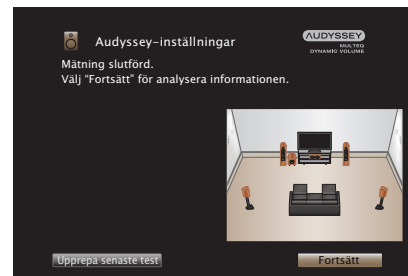 Audyssey-inställningar
AUDYSSEY
MULTEQ
DYNAMIC VOLUME
Mätning slutförd.
Välj “Fortsätt” för analysera informationen.
Upprepa senaste test
Fortsätt